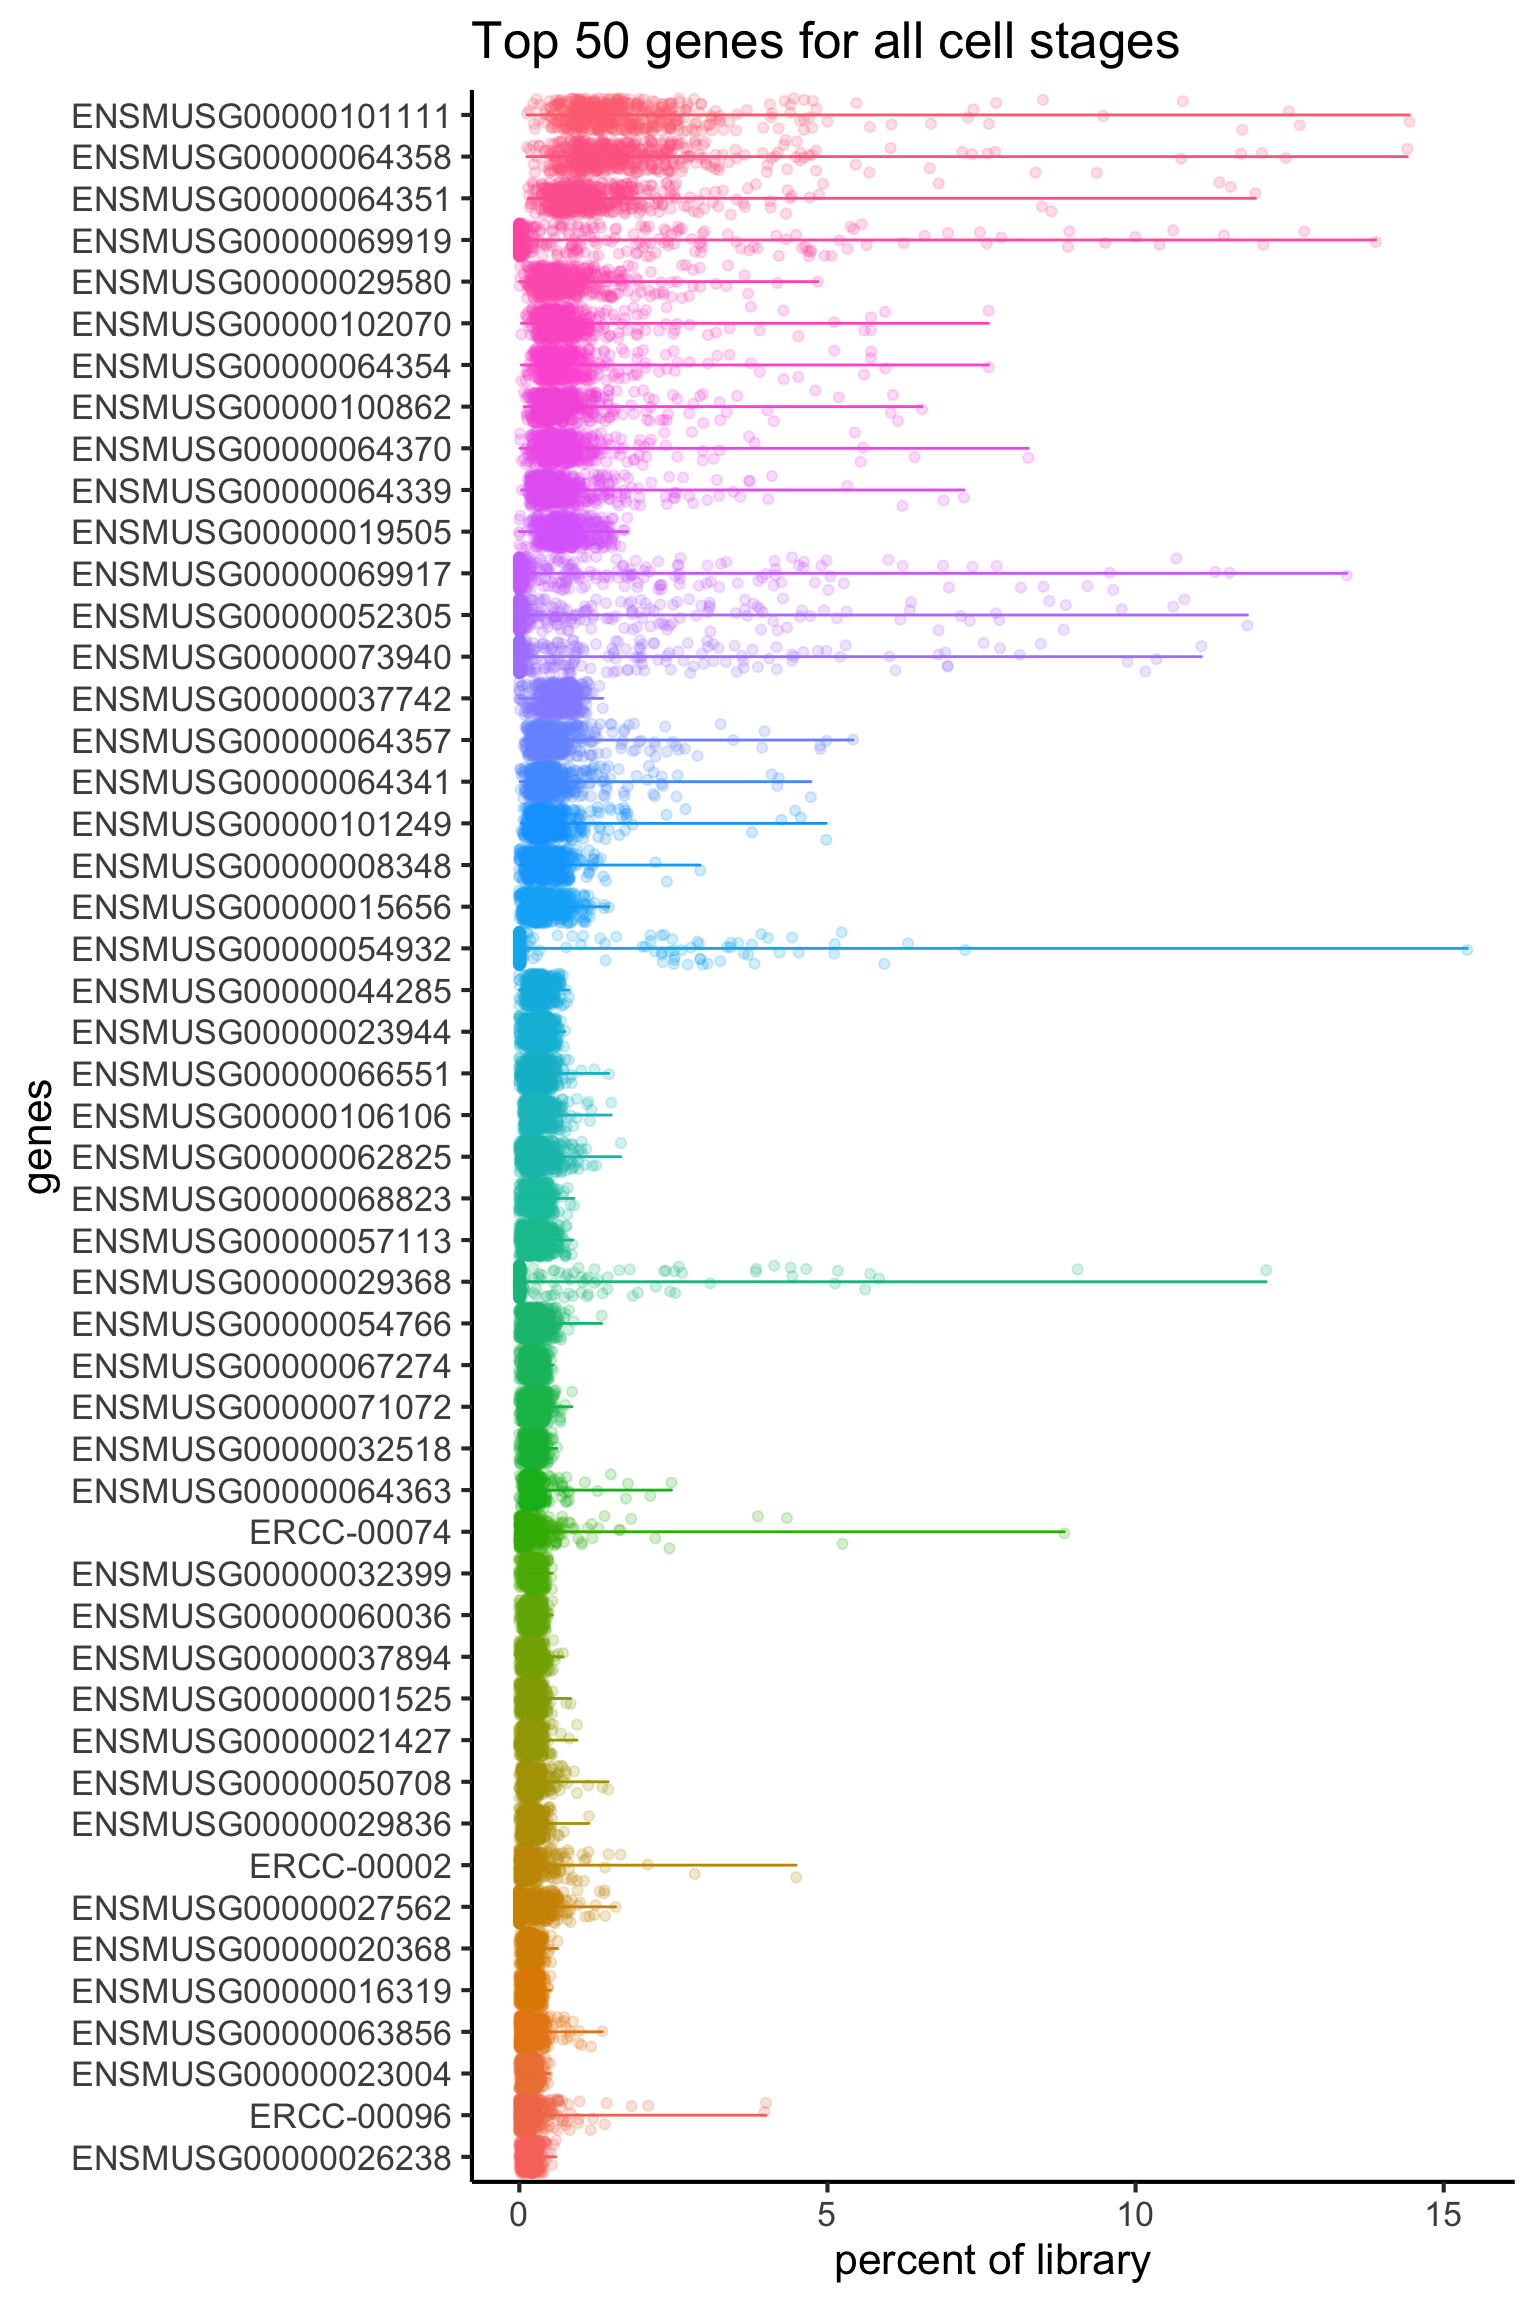 Top 50 genes for all cell stages
ENSMUSG00000101111
ENSMUSG00000064358
ENSMUSG00000064351
ENSMUSG00000069919
ENSMUSG00000029580
ENSMUSG00000102070
ENSMUSG00000064354
ENSMUSG00000100862
ENSMUSG00000064370
ENSMUSG00000064339
ENSMUSG00000019505
ENSMUSG00000069917
ENSMUSG00000052305
ENSMUSG00000073940
ENSMUSG00000037742
ENSMUSG00000064357
ENSMUSG00000064341
ENSMUSG00000101249
ENSMUSG00000008348
ENSMUSG00000015656
ENSMUSG00000054932
ENSMUSG00000044285
ENSMUSG00000023944
ENSMUSG00000066551
ENSMUSG00000106106
ENSMUSG00000062825
ENSMUSG00000068823
ENSMUSG00000057113
ENSMUSG00000029368
ENSMUSG00000054766
ENSMUSG00000067274
ENSMUSG00000071072
ENSMUSG00000032518
ENSMUSG00000064363
ERCC-00074
ENSMUSG00000032399
ENSMUSG00000060036
ENSMUSG00000037894
ENSMUSG00000001525
ENSMUSG00000021427
ENSMUSG00000050708
ENSMUSG00000029836
ERCC-00002
ENSMUSG00000027562
ENSMUSG00000020368
ENSMUSG00000016319
ENSMUSG00000063856
ENSMUSG00000023004
ERCC-00096
ENSMUSG00000026238
genes
0 5 10 15
percent of library